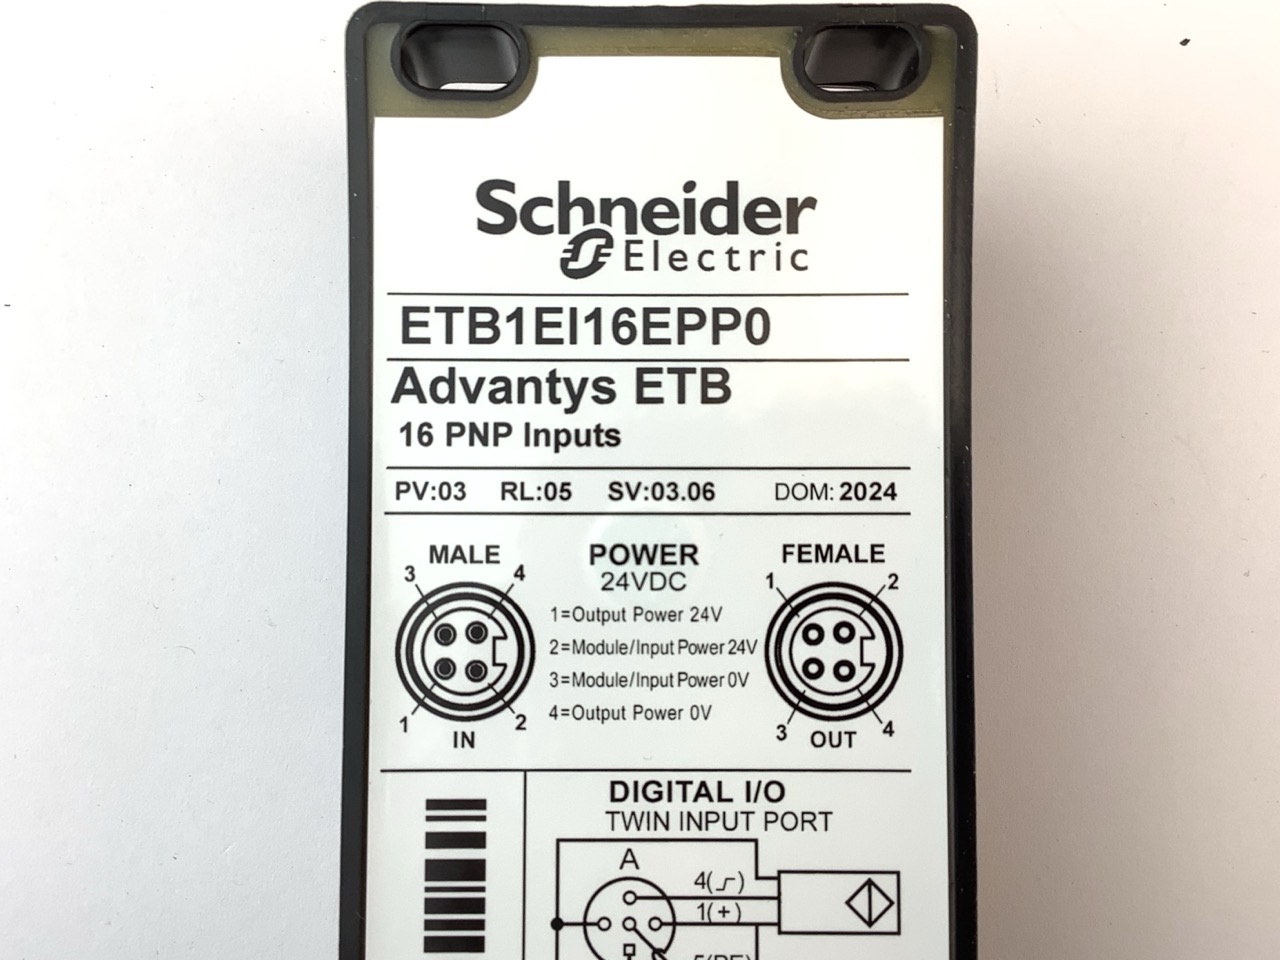 Schneider
Electric
ETB1EI16EPP0
Advantys ETB
16 PNP Inputs
PV:03 RL:05 SV:03.06 DOM: 2024
MALE POWER FEMALE
24VDC
3 4 1 2
1=Output Power 24V
2=Module/Input Power 24V
3=Module/Input Power 0V
4=Output Power 0V
1 2 3 4
IN OUT
DIGITAL I/O
TWIN INPUT PORT
A
4(⎍)
1(+)
5(PE)